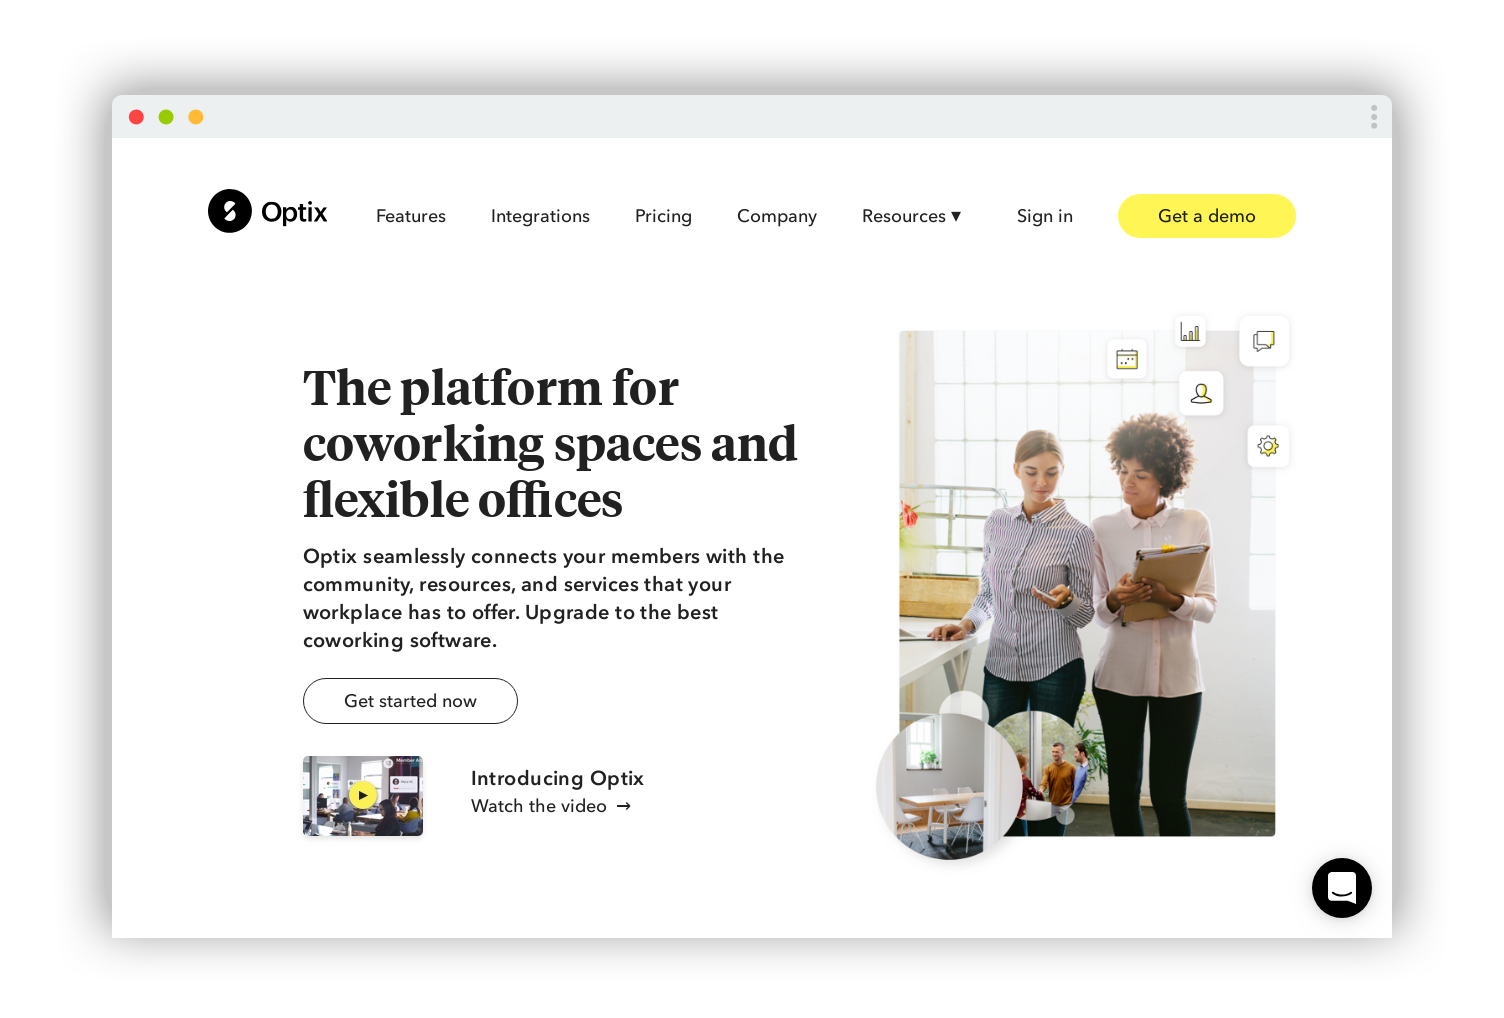 Optix
Features Integrations Pricing Company Resources ▾ Sign in Get a demo
The platform for
coworking spaces and
flexible offices
Optix seamlessly connects your members with the
community, resources, and services that your
workplace has to offer. Upgrade to the best
coworking software.
Get started now
Introducing Optix
Watch the video →